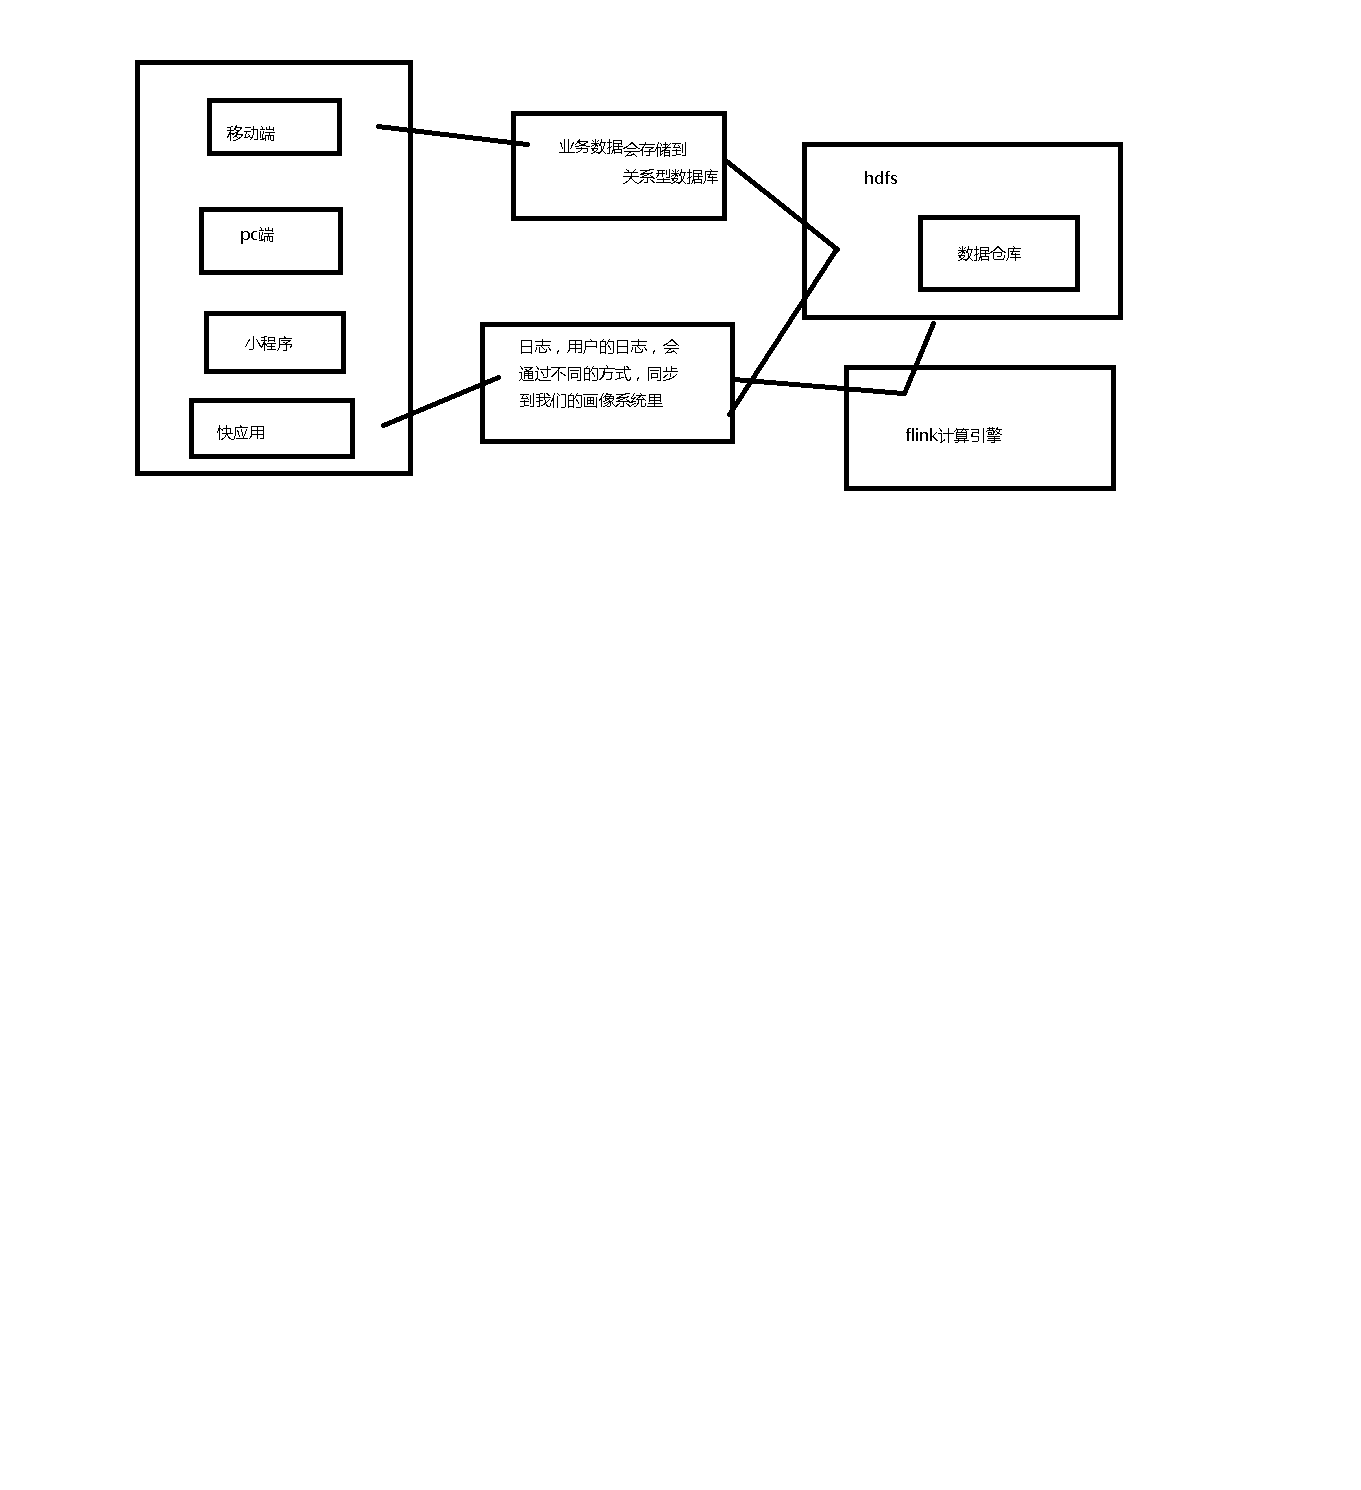 移动端
pc端
小程序
快应用
业务数据会存储到
关系型数据库
日志，用户的日志，会
通过不同的方式，同步
到我们的画像系统里
hdfs
数据仓库
flink计算引擎